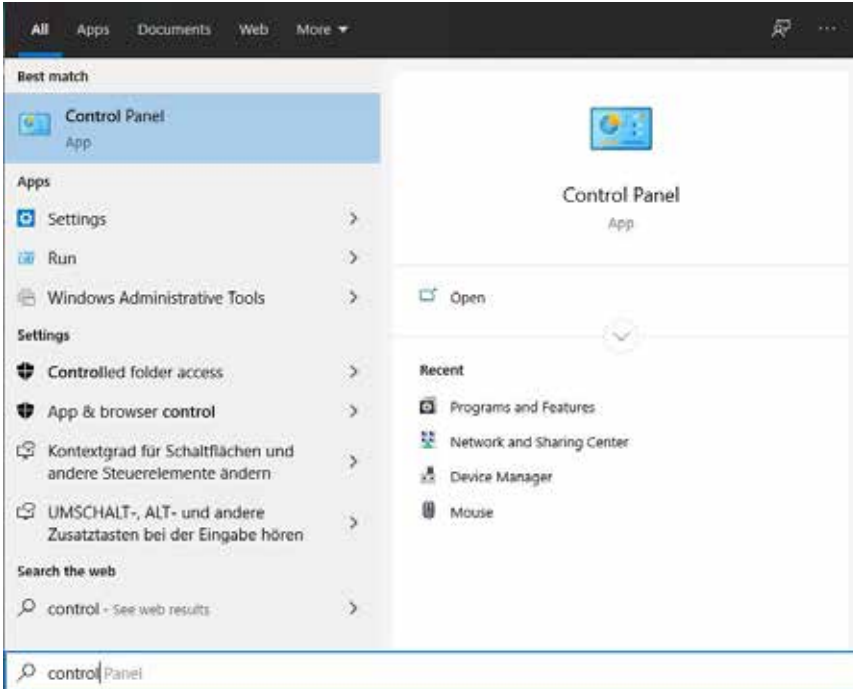 All Apps Documents Web More
Best match
Control Panel
App
Apps
Settings
Run
Windows Administrative Tools
Settings
Controlled folder access
App & browser control
Kontextgrad für Schaltflächen und
andere Steuerelemente ändern
UMSCHALT-, ALT- und andere
Zusatztasten bei der Eingabe hören
Search the web
control - See web results
Control Panel
App
Open
Recent
Programs and Features
Network and Sharing Center
Device Manager
Mouse
control Panel